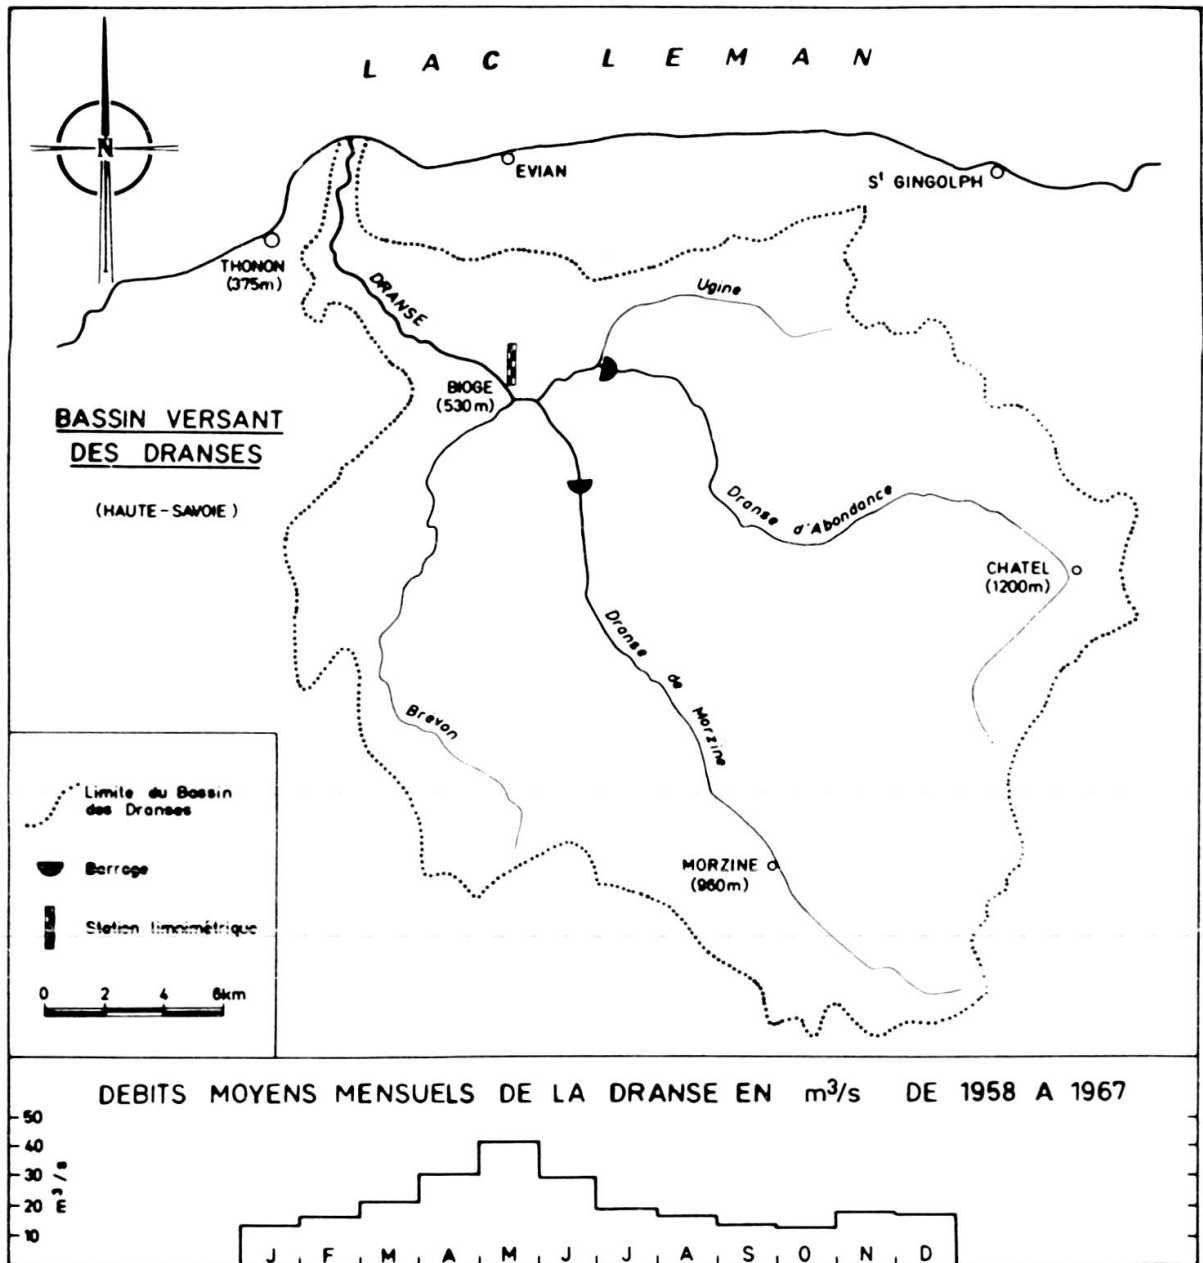 LAC LEMAN
N
EVIAN
S^t GINGOLPH
THONON
(375m)
DRANSE
Ugine
BIOGE
(530m)
BASSIN VERSANT
DES DRANSES
(HAUTE-SAVOIE)
Dranse d'Abondance
CHATEL
(1200m)
Dranse de Morzine
Brevon
MORZINE
(960m)
Limite du Bassin
des Dranses
Barrage
Station limnimétrique
0 2 4 6km
DEBITS MOYENS MENSUELS DE LA DRANSE EN m³/s DE 1958 A 1967
50
40
30
20
10
m³/s
J F M A M J J A S O N D